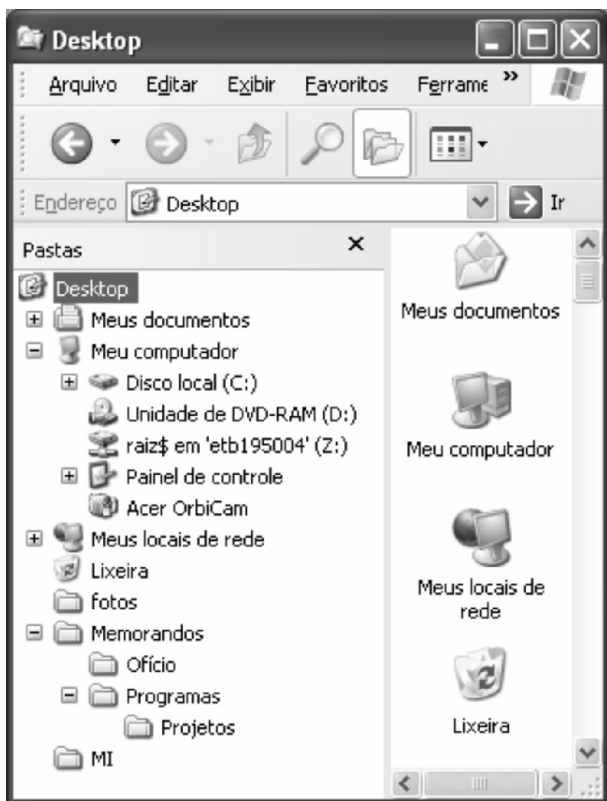 Desktop
Arquivo Editar Exibir Favoritos Ferrame »
Endereço Desktop Ir
Pastas
Desktop
Meus documentos
Meu computador
Disco local (C:)
Unidade de DVD-RAM (D:)
raiz$ em 'etb195004' (Z:)
Painel de controle
Acer OrbiCam
Meus locais de rede
Lixeira
fotos
Memorandos
Ofício
Programas
Projetos
MI
Meus documentos
Meu computador
Meus locais de
rede
Lixeira